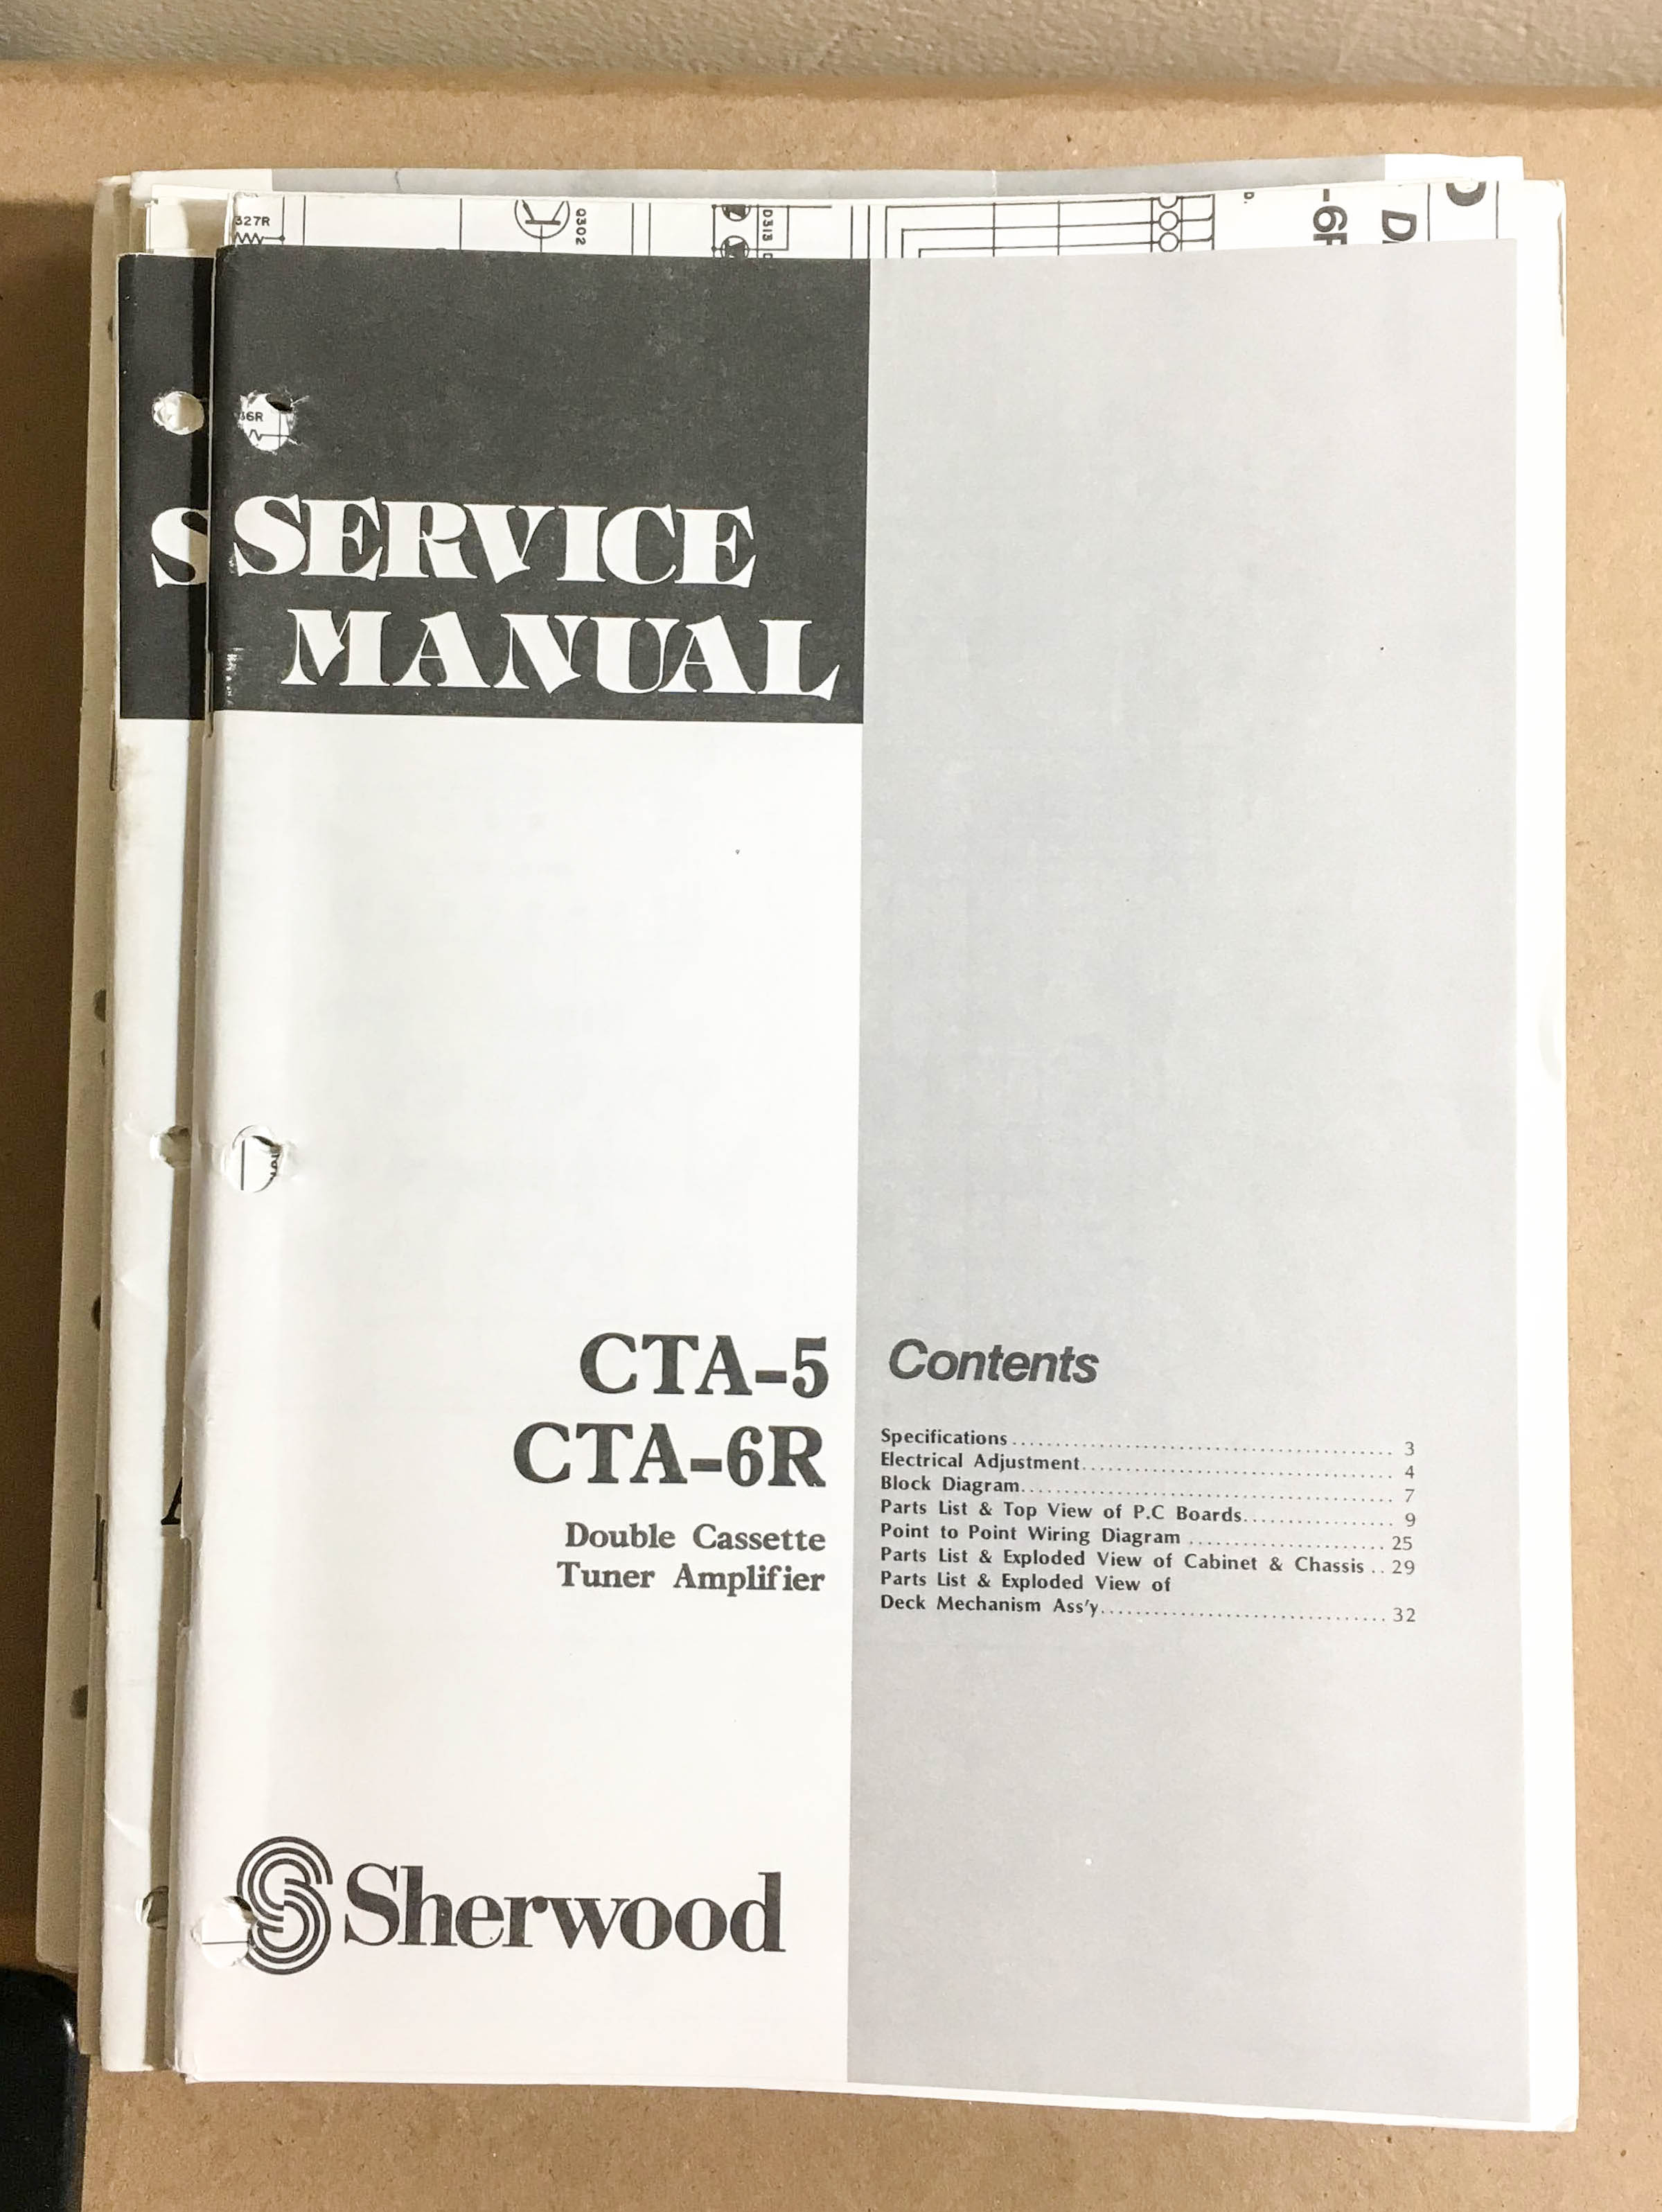 327R
Q302
D313
P.
-6F
D
36R
S
SERVICE
MANUAL
CTA-5
CTA-6R
Double Cassette
Tuner Amplifier
Sherwood
Contents
Specifications........................................... 3
Electrical Adjustment................................... 4
Block Diagram.......................................... 7
Parts List & Top View of P.C Boards................. 9
Point to Point Wiring Diagram ....................... 25
Parts List & Exploded View of Cabinet & Chassis .. 29
Parts List & Exploded View of
Deck Mechanism Ass'y................................. 32